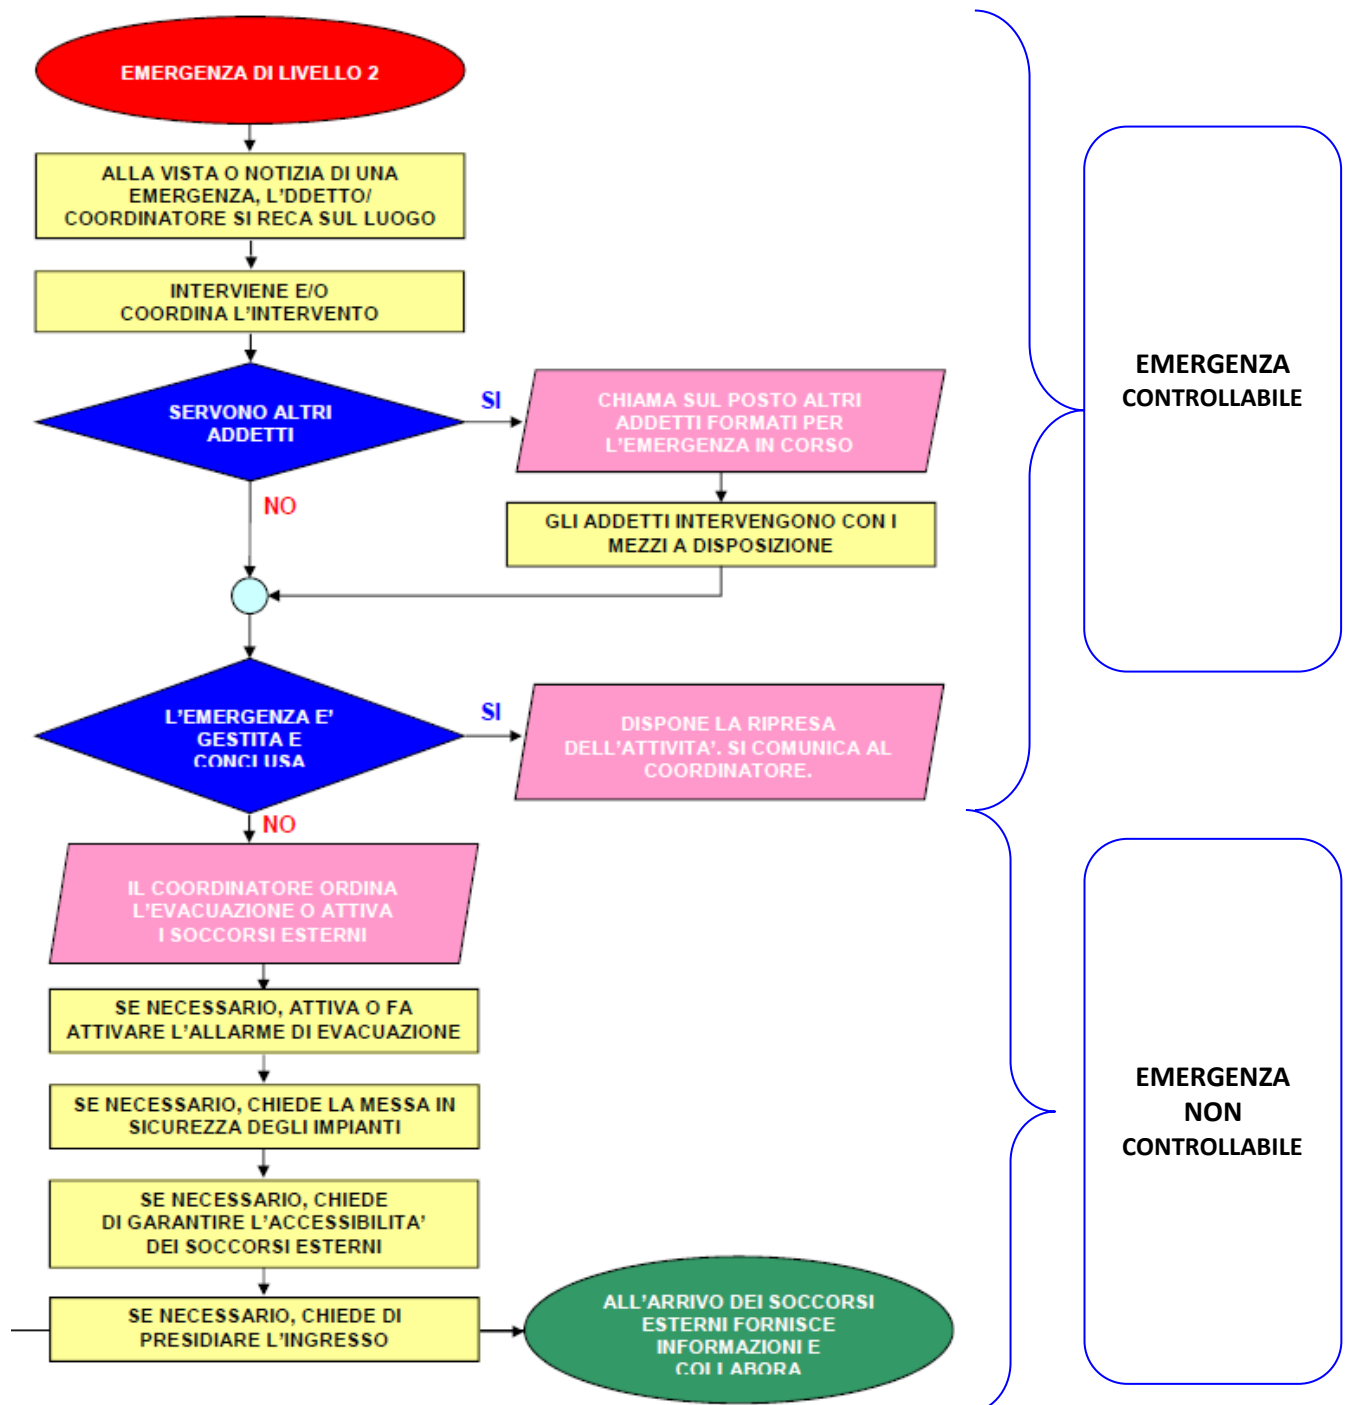 EMERGENZA DI LIVELLO 2
ALLA VISTA O NOTIZIA DI UNA
EMERGENZA, L'DDETTO/
COORDINATORE SI RECA SUL LUOGO
INTERVIENE E/O
COORDINA L'INTERVENTO
SERVONO ALTRI
ADDETTI
SI
CHIAMA SUL POSTO ALTRI
ADDETTI FORMATI PER
L'EMERGENZA IN CORSO
NO
GLI ADDETTI INTERVENGONO CON I
MEZZI A DISPOSIZIONE
L'EMERGENZA E'
GESTITA E
CONCLUSA
SI
DISPONE LA RIPRESA
DELL'ATTIVITA'. SI COMUNICA AL
COORDINATORE.
NO
IL COORDINATORE ORDINA
L'EVACUAZIONE O ATTIVA
I SOCCORSI ESTERNI
SE NECESSARIO, ATTIVA O FA
ATTIVARE L'ALLARME DI EVACUAZIONE
SE NECESSARIO, CHIEDE LA MESSA IN
SICUREZZA DEGLI IMPIANTI
SE NECESSARIO, CHIEDE
DI GARANTIRE L'ACCESSIBILITA'
DEI SOCCORSI ESTERNI
SE NECESSARIO, CHIEDE DI
PRESIDIARE L'INGRESSO
ALL'ARRIVO DEI SOCCORSI
ESTERNI FORNISCE
INFORMAZIONI E
COLLABORA
EMERGENZA
CONTROLLABILE
EMERGENZA
NON
CONTROLLABILE